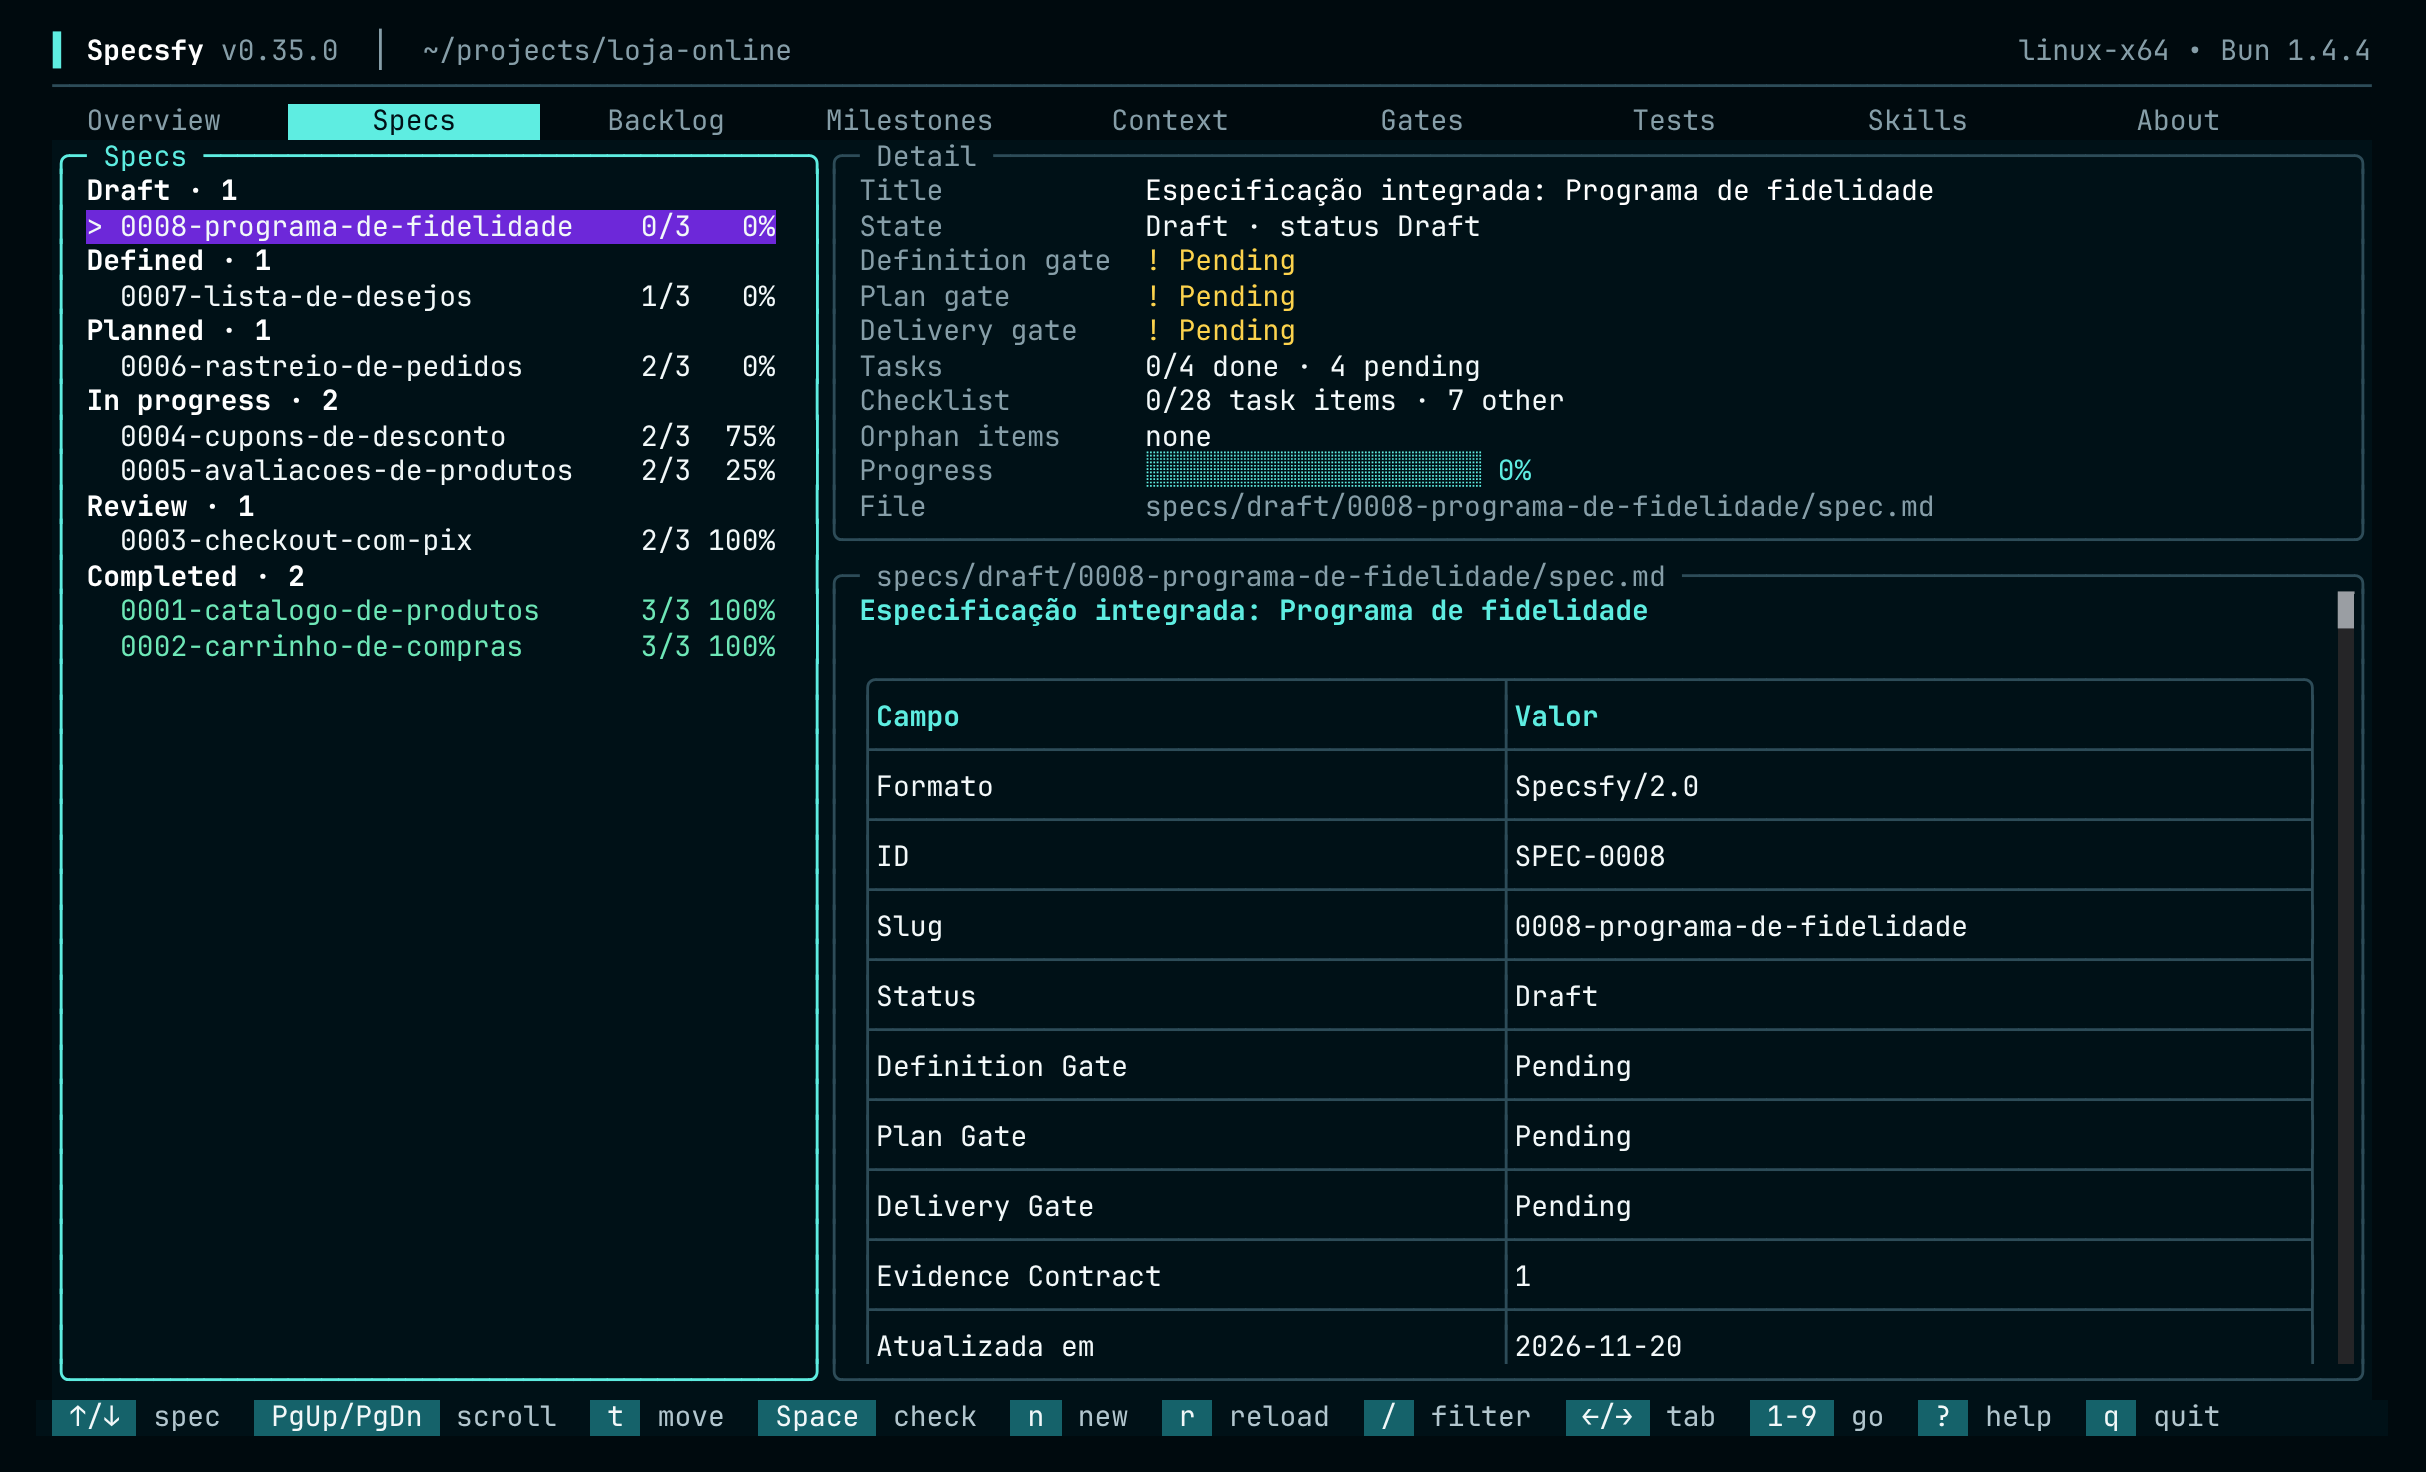 Specsfy v0.35.0 │ ~/projects/loja-online linux-x64 • Bun 1.4.4
Overview Specs Backlog Milestones Context Gates Tests Skills About
Specs
Draft · 1
> 0008-programa-de-fidelidade 0/3 0%
Defined · 1
0007-lista-de-desejos 1/3 0%
Planned · 1
0006-rastreio-de-pedidos 2/3 0%
In progress · 2
0004-cupons-de-desconto 2/3 75%
0005-avaliacoes-de-produtos 2/3 25%
Review · 1
0003-checkout-com-pix 2/3 100%
Completed · 2
0001-catalogo-de-produtos 3/3 100%
0002-carrinho-de-compras 3/3 100%
Detail
Title Especificação integrada: Programa de fidelidade
State Draft · status Draft
Definition gate ! Pending
Plan gate ! Pending
Delivery gate ! Pending
Tasks 0/4 done · 4 pending
Checklist 0/28 task items · 7 other
Orphan items none
Progress 0%
File specs/draft/0008-programa-de-fidelidade/spec.md
specs/draft/0008-programa-de-fidelidade/spec.md
Especificação integrada: Programa de fidelidade
Campo Valor
Formato Specsfy/2.0
ID SPEC-0008
Slug 0008-programa-de-fidelidade
Status Draft
Definition Gate Pending
Plan Gate Pending
Delivery Gate Pending
Evidence Contract 1
Atualizada em 2026-11-20
↑/↓ spec PgUp/PgDn scroll t move Space check n new r reload / filter ←/→ tab 1-9 go ? help q quit